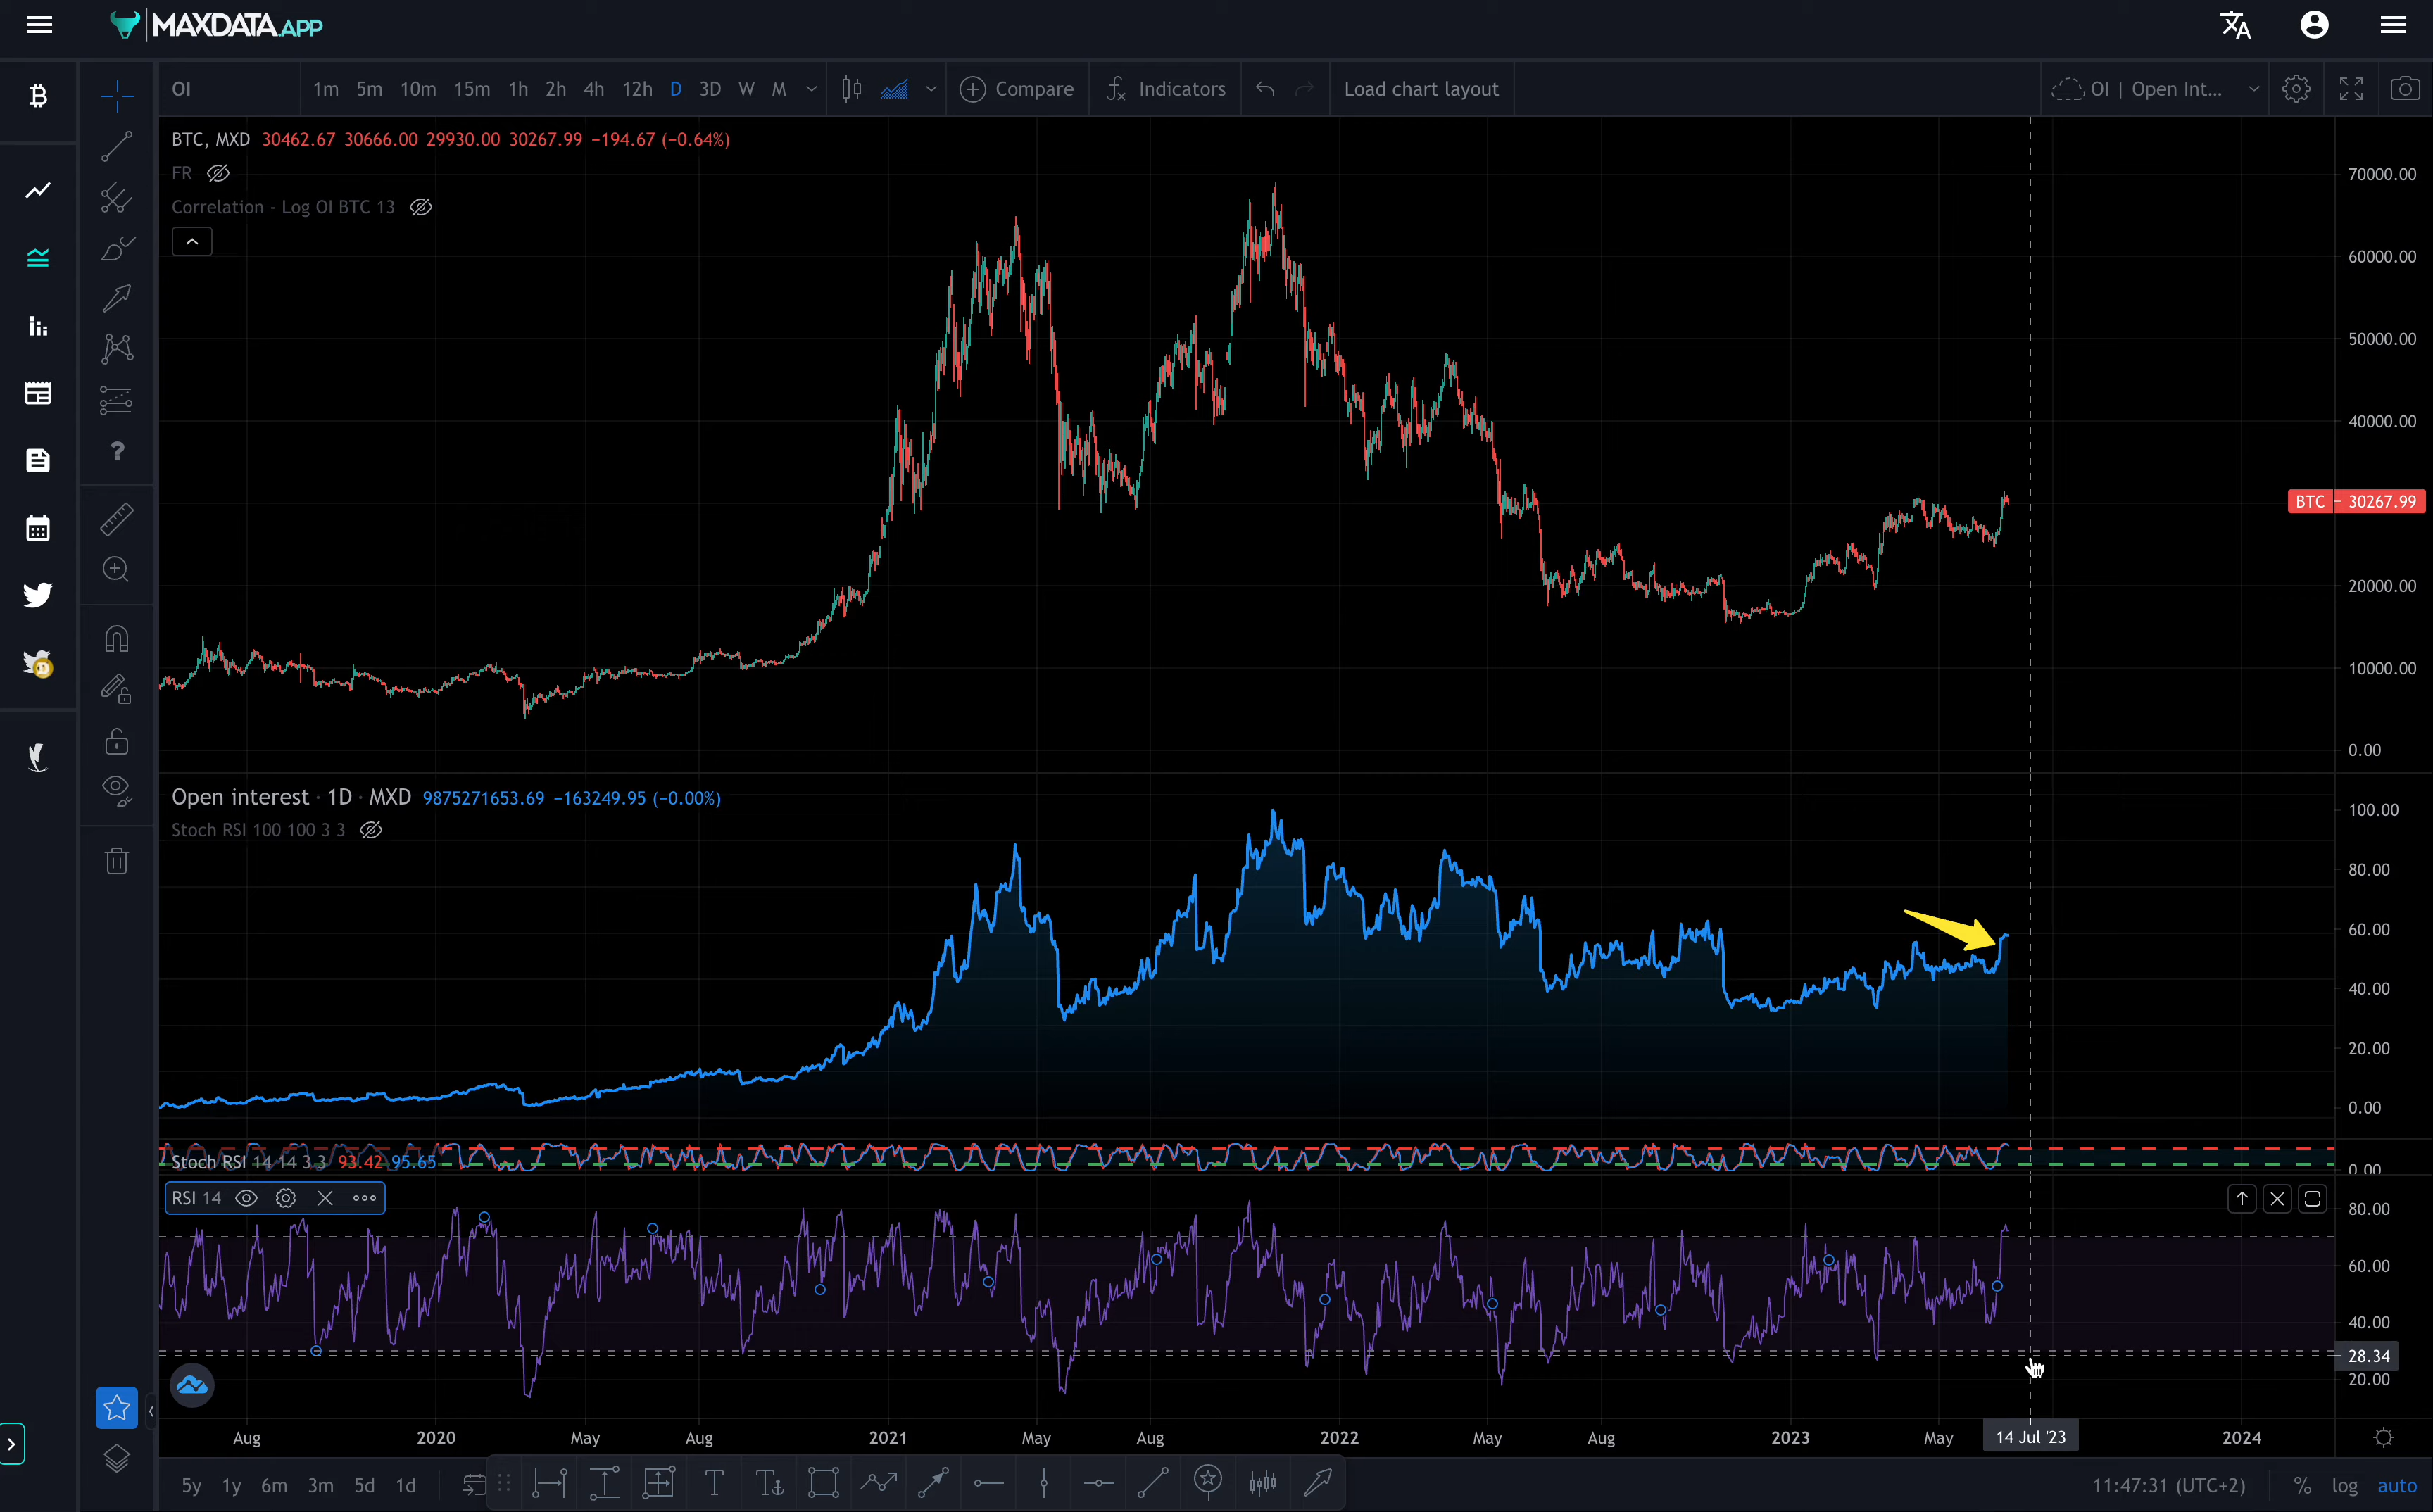 MAXDATA.APP
OI 1m 5m 10m 15m 1h 2h 4h 12h D 3D W M Compare Indicators Load chart layout OI | Open Int...
BTC, MXD 30462.67 30666.00 29930.00 30267.99 −194.67 (−0.64%)
FR
Correlation - Log OI BTC 13
70000.00
60000.00
50000.00
40000.00
BTC 30267.99
20000.00
10000.00
0.00
Open interest · 1D · MXD 9875271653.69 −163249.95 (−0.00%)
Stoch RSI 100 100 3 3
100.00
80.00
60.00
40.00
20.00
0.00
Stoch RSI 14 14 3 3 93.42 95.65
0.00
RSI 14
80.00
60.00
40.00
28.34
20.00
Aug 2020 May Aug 2021 May Aug 2022 May Aug 2023 May 14 Jul '23 2024
5y 1y 6m 3m 5d 1d 11:47:31 (UTC+2) % log auto